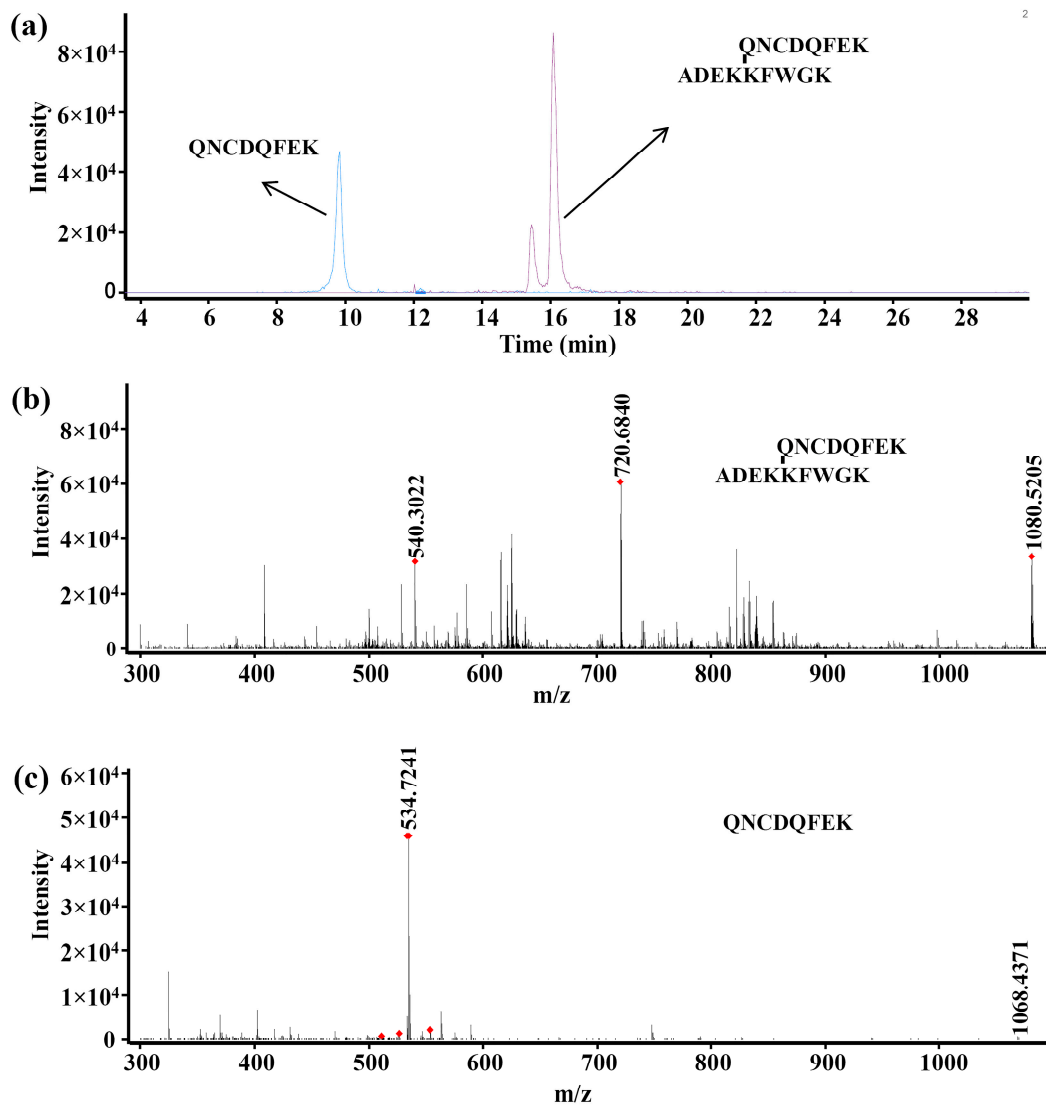 2
(a)
8×10⁴
6×10⁴
4×10⁴
2×10⁴
0
Intensity
QNCDQFEK
QNCDQFEK
ADEKKFWGK
4 6 8 10 12 14 16 18 20 22 24 26 28
Time (min)
(b)
8×10⁴
6×10⁴
4×10⁴
2×10⁴
0
Intensity
540.3022
720.6840
1080.5205
QNCDQFEK
ADEKKFWGK
300 400 500 600 700 800 900 1000
m/z
(c)
6×10⁴
5×10⁴
4×10⁴
3×10⁴
2×10⁴
1×10⁴
0
Intensity
534.7241
QNCDQFEK
1068.4371
300 400 500 600 700 800 900 1000
m/z